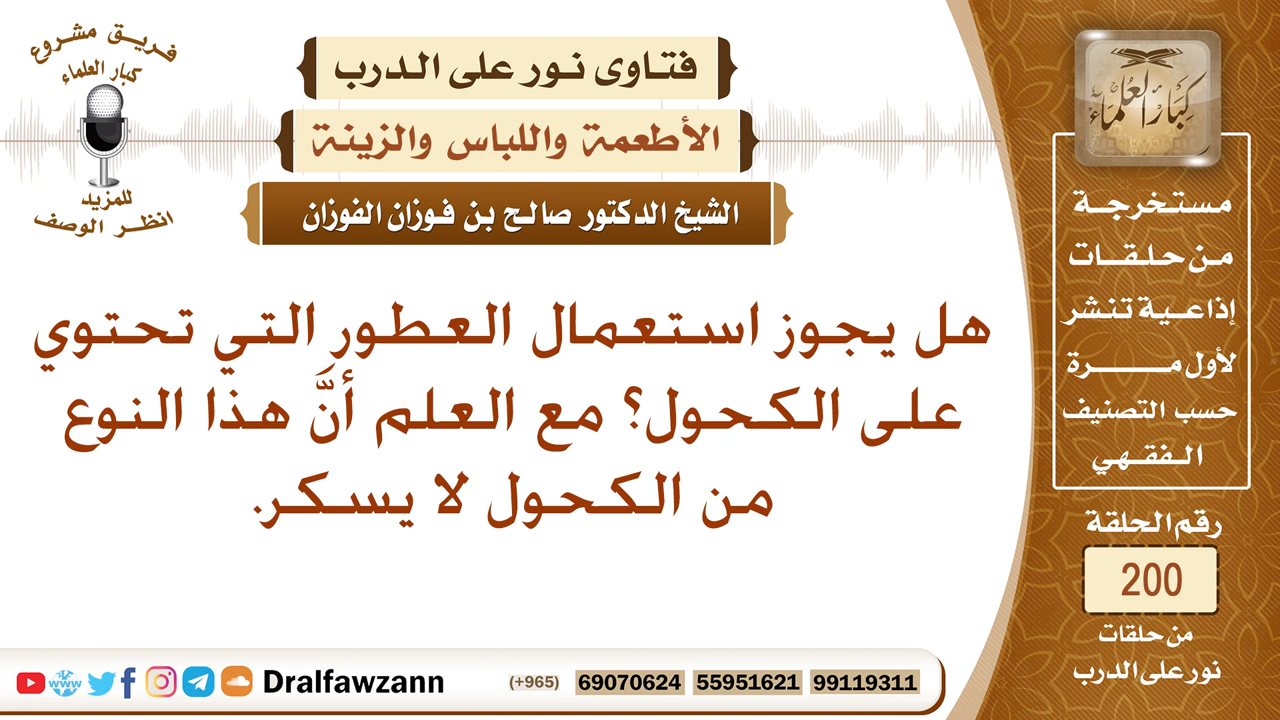 فريق مشروع
كبار العلماء
للمزيد
انظر الوصف
فتاوى نور على الدرب
الأطعمة واللباس والزينة
الشيخ الدكتور صالح بن فوزان الفوزان
هل يجوز استعمال العطور التي تحتوي
على الكحول؟ مع العلم أنَّ هذا النوع
من الكحول لا يسكر.
كبار العلماء
مستخرجة
من حلقات
إذاعية تنشر
لأول مرة
حسب التصنيف
الفقهي
رقم الحلقة
200
من حلقات
نور على الدرب
www Dralfawzann (+965) 69070624 55951621 99119311